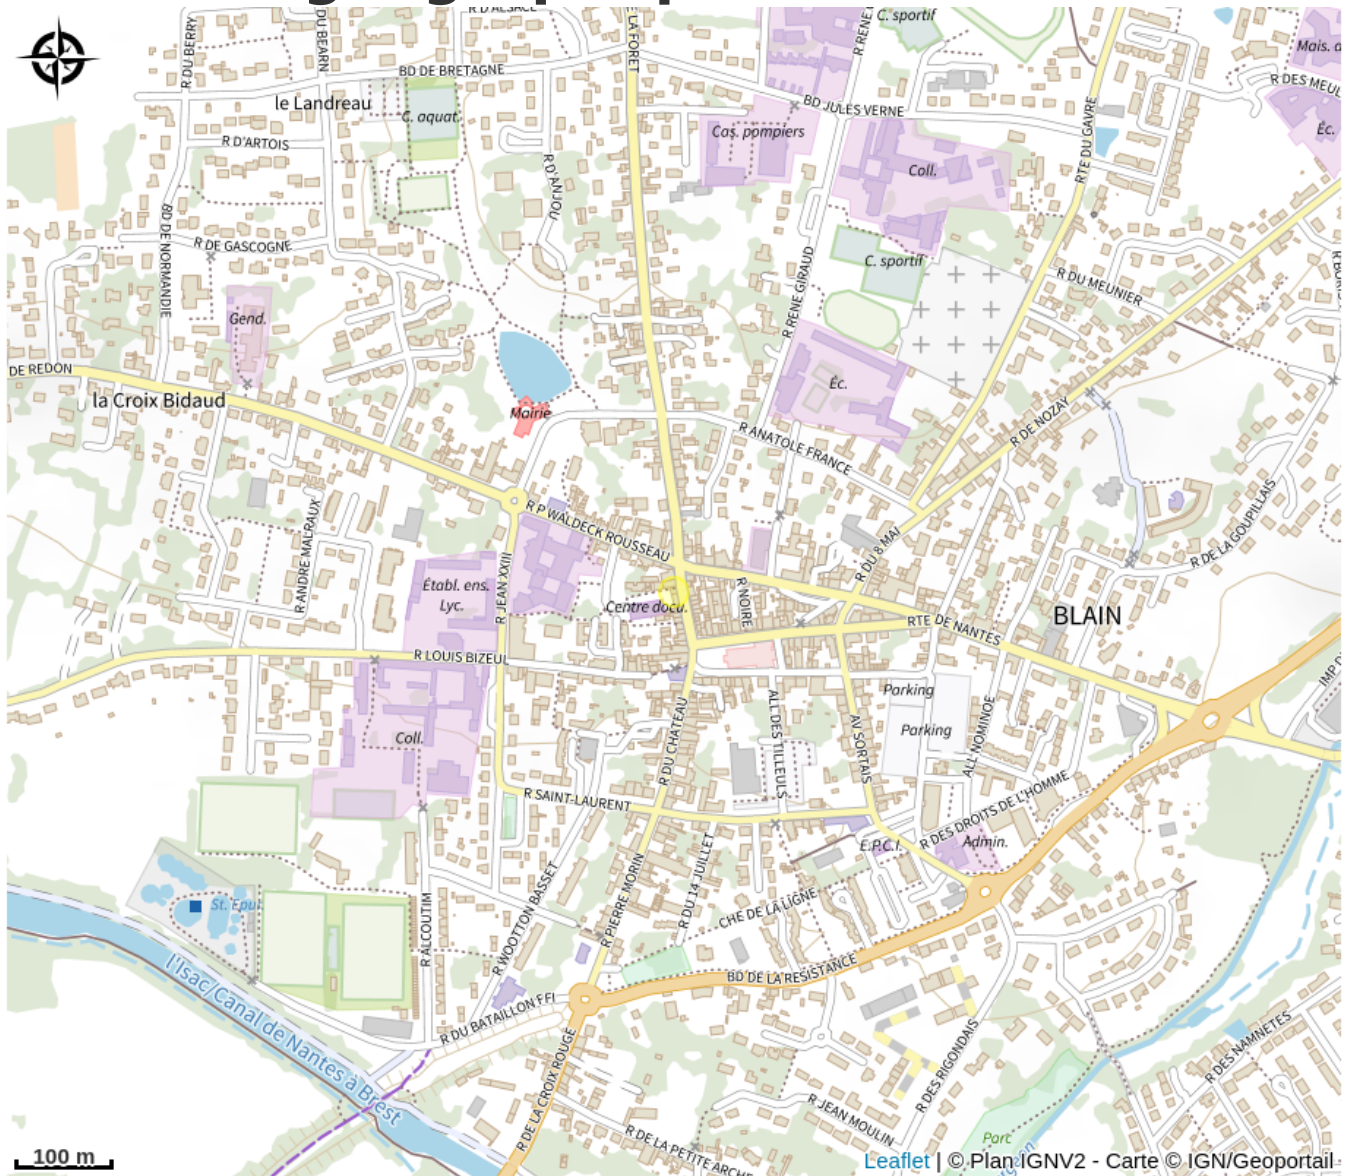 R D'ALSACE
C. sportif
R DU BERRY
DU BEARN
E LA FORET
R RENE
Mais. d
BD DE BRETAGNE
R DES MEUL
le Landreau
BD JULES VERNE
C. aquat.
Cas. pompiers
Éc.
R D'ARTOIS
RTE DU GAVRE
Coll.
R D'ANJOU
BD DE NORMANDIE
R DE GASCOGNE
C. sportif
R DU MEUNIER
R RENE GIRAUD
Gend.
DE REDON
Éc.
la Croix Bidaud
Mairie
R ANATOLE FRANCE
R DE NOZAY
R P WALDECK ROUSSEAU
R ANDRE MALRAUX
R DE LA GOUPILLAIS
R DU 8 MAI
R JEAN XXIII
Établ. ens.
Lyc.
Centre docu.
R NOIRE
BLAIN
RTE DE NANTES
R LOUIS BIZEUL
IMP D
Parking
Parking
R DU CHATEAU
ALL DES TILLEULS
AV SORTAIS
ALL NOMINOE
Coll.
R SAINT-LAURENT
R DES DROITS DE L'HOMME
E.P.C.I.
Admin.
R PIERRE MORIN
R DU 14 JUILLET
CHE DE LA LIGNE
St. Epur.
R ALCOUTIM
R WOOTTON BASSET
BD DE LA RESISTANCE
l'Isac/Canal de Nantes à Brest
R DU BATAILLON FFI
R DES RIGONDAIS
R DES NAMNETES
R DE LA CROIX ROUGE
R JEAN MOULIN
R DE LA PETITE ARCHE
Parc
100 m
Leaflet | © Plan IGNV2 - Carte © IGN/Geoportail